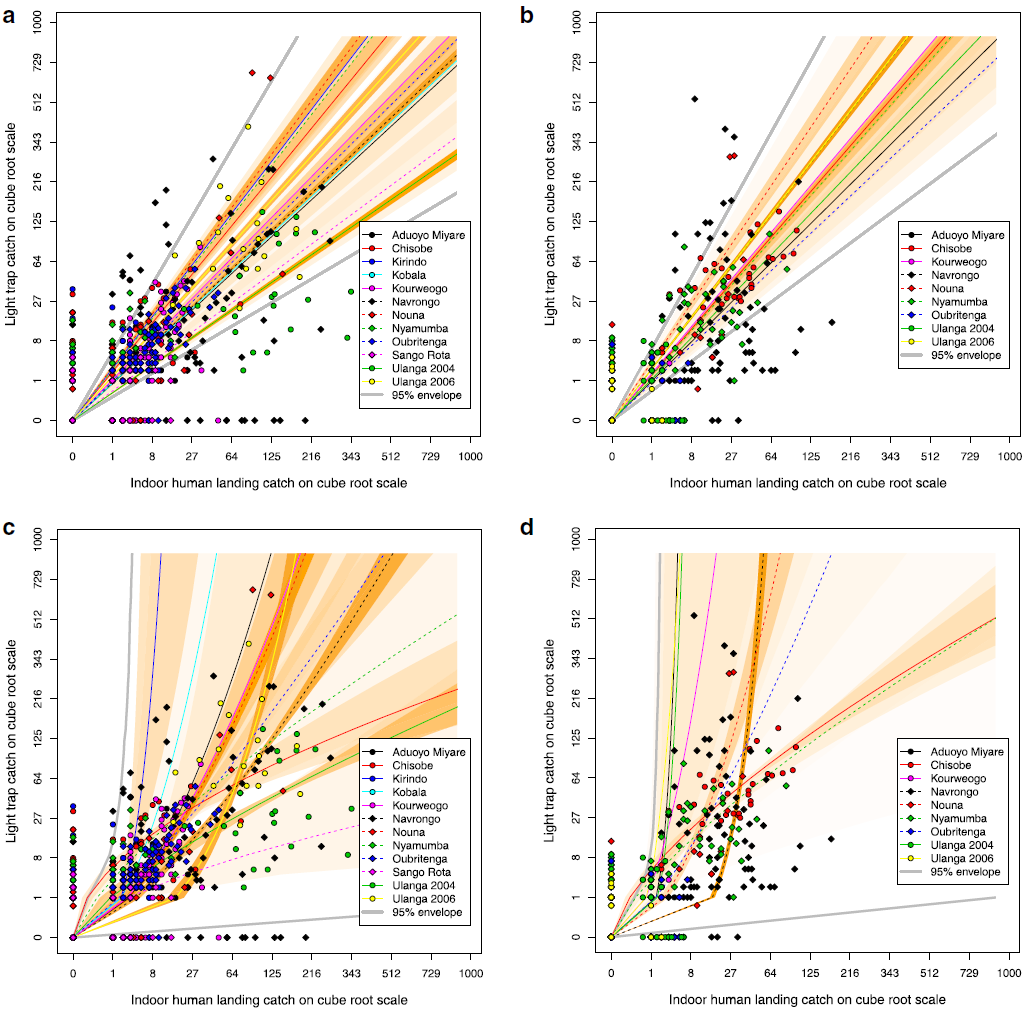 a
Light trap catch on cube root scale
1000
729
512
343
216
125
64
27
8
1
0
Aduoyo Miyare
Chisobe
Kirindo
Kobala
Kourweogo
Navrongo
Nouna
Nyamumba
Oubritenga
Sango Rota
Ulanga 2004
Ulanga 2006
95% envelope
0 1 8 27 64 125 216 343 512 729 1000
Indoor human landing catch on cube root scale
b
Light trap catch on cube root scale
1000
729
512
343
216
125
64
27
8
1
0
Aduoyo Miyare
Chisobe
Kourweogo
Navrongo
Nouna
Nyamumba
Oubritenga
Ulanga 2004
Ulanga 2006
95% envelope
0 1 8 27 64 125 216 343 512 729 1000
Indoor human landing catch on cube root scale
c
Light trap catch on cube root scale
1000
729
512
343
216
125
64
27
8
1
0
Aduoyo Miyare
Chisobe
Kirindo
Kobala
Kourweogo
Navrongo
Nouna
Nyamumba
Oubritenga
Sango Rota
Ulanga 2004
Ulanga 2006
95% envelope
0 1 8 27 64 125 216 343 512 729 1000
Indoor human landing catch on cube root scale
d
Light trap catch on cube root scale
1000
729
512
343
216
125
64
27
8
1
0
Aduoyo Miyare
Chisobe
Kourweogo
Navrongo
Nouna
Nyamumba
Oubritenga
Ulanga 2004
Ulanga 2006
95% envelope
0 1 8 27 64 125 216 343 512 729 1000
Indoor human landing catch on cube root scale